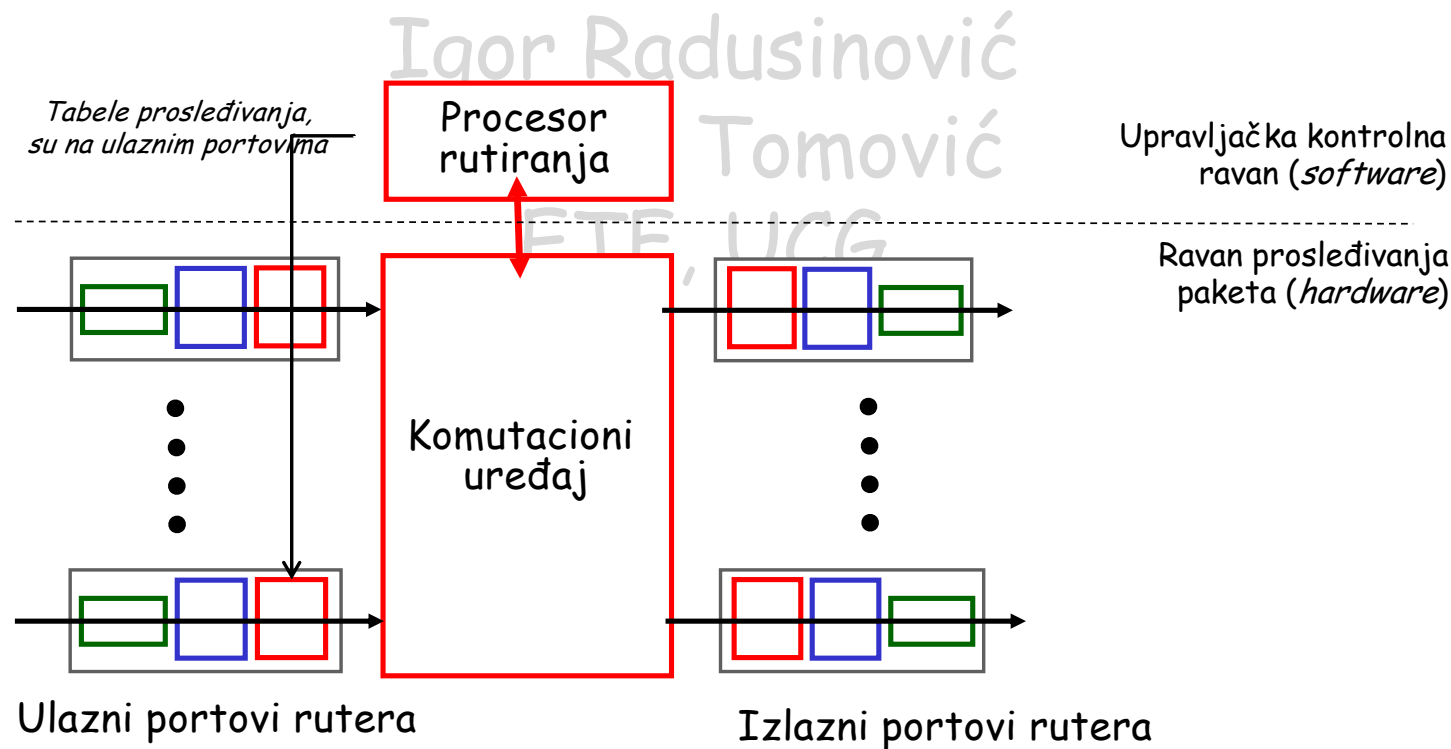 Igor Radusinović
Tabele prosleđivanja,
su na ulaznim portovima
Procesor
rutiranja
Tomović
Upravljačka kontrolna
ravan (software)
ETF, UCG
Ravan prosleđivanja
paketa (hardware)
Komutacioni
uređaj
Ulazni portovi rutera
Izlazni portovi rutera